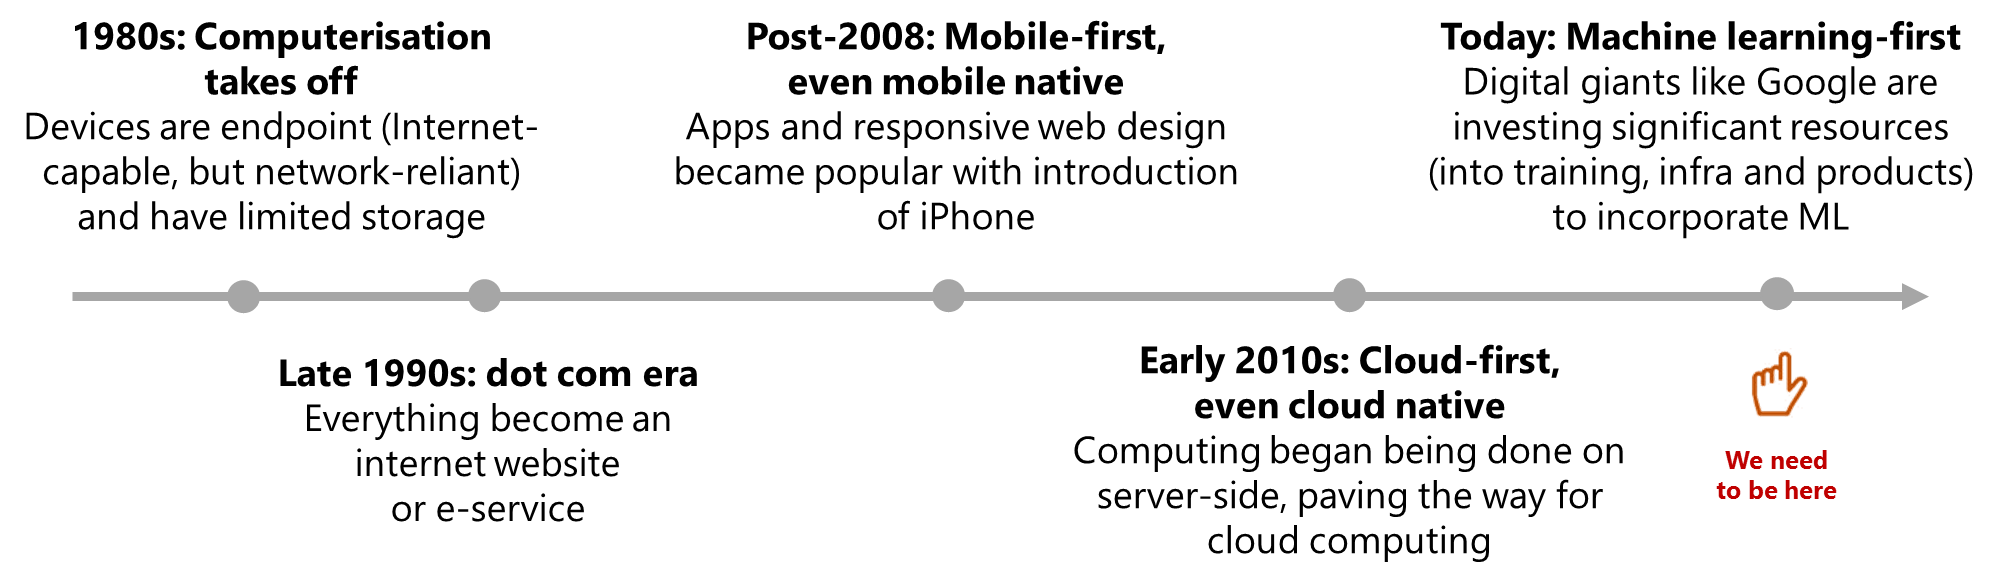 1980s: Computerisation
takes off
Devices are endpoint (Internet-
capable, but network-reliant)
and have limited storage
Late 1990s: dot com era
Everything become an
internet website
or e-service
Post-2008: Mobile-first,
even mobile native
Apps and responsive web design
became popular with introduction
of iPhone
Early 2010s: Cloud-first,
even cloud native
Computing began being done on
server-side, paving the way for
cloud computing
Today: Machine learning-first
Digital giants like Google are
investing significant resources
(into training, infra and products)
to incorporate ML
We need
to be here